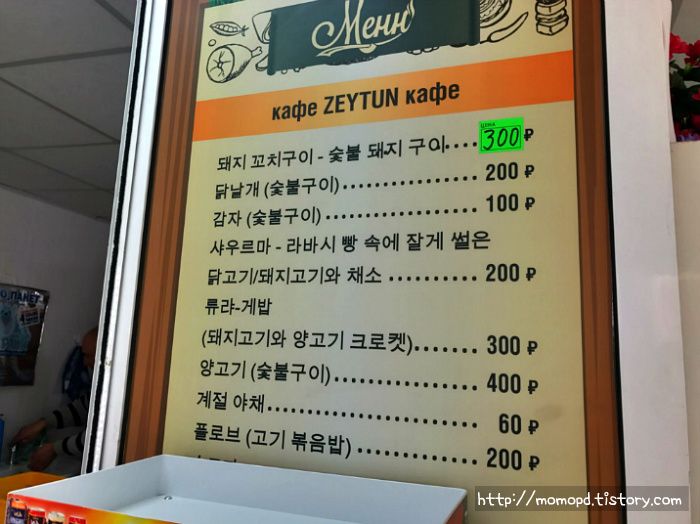 Меню
кафе ZEYTUN кафе
돼지 꼬치구이 - 숯불 돼지 구이.... ЦЕНА 300 ₽
닭날개 (숯불구이) 200 ₽
감자 (숯불구이) 100 ₽
샤우르마 - 라바시 빵 속에 잘게 썰은
닭고기/돼지고기와 채소 200 ₽
류랴-게밥
(돼지고기와 양고기 크로켓) 300 ₽
양고기 (숯불구이) 400 ₽
계절 야채 60 ₽
플로브 (고기 볶음밥) 200 ₽
http://momopd.tistory.com